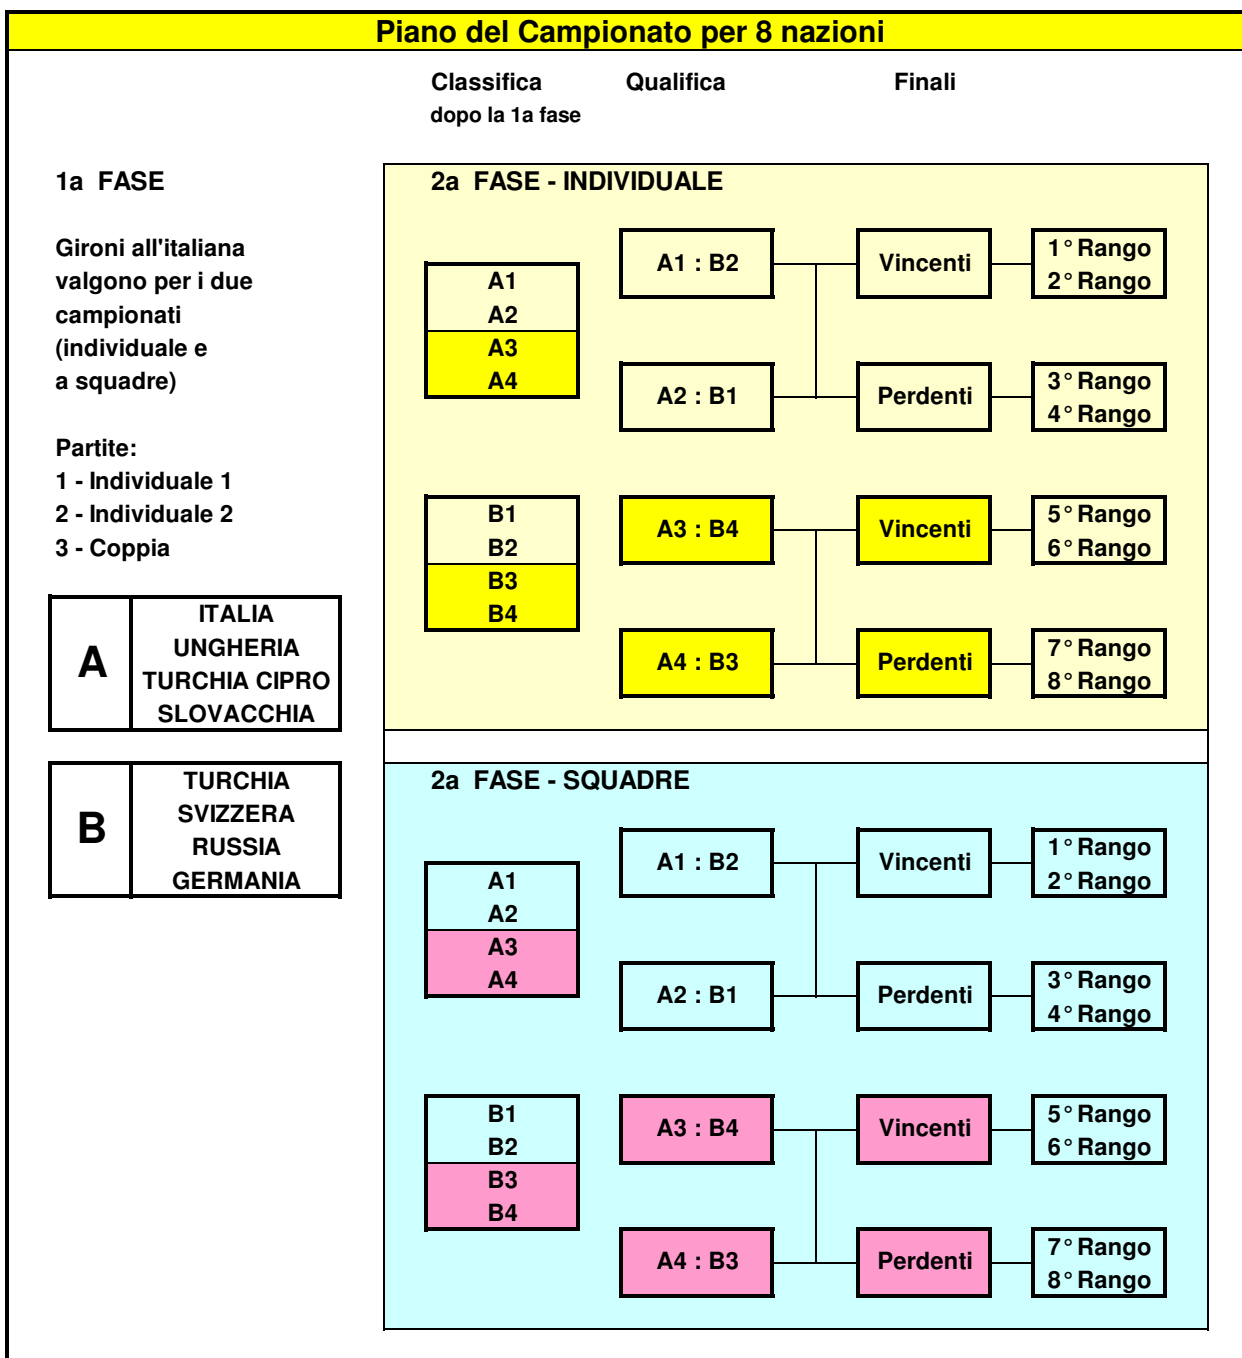 Piano del Campionato per 8 nazioni
Classifica Qualifica Finali
dopo la 1a fase
1a FASE
Gironi all'italiana
valgono per i due
campionati
(individuale e
a squadre)
Partite:
1 - Individuale 1
2 - Individuale 2
3 - Coppia
A
ITALIA
UNGHERIA
TURCHIA CIPRO
SLOVACCHIA
B
TURCHIA
SVIZZERA
RUSSIA
GERMANIA
2a FASE - INDIVIDUALE
A1
A2
A3
A4
B1
B2
B3
B4
A1 : B2
Vincenti
1° Rango
2° Rango
A2 : B1
Perdenti
3° Rango
4° Rango
A3 : B4
Vincenti
5° Rango
6° Rango
A4 : B3
Perdenti
7° Rango
8° Rango
2a FASE - SQUADRE
A1
A2
A3
A4
B1
B2
B3
B4
A1 : B2
Vincenti
1° Rango
2° Rango
A2 : B1
Perdenti
3° Rango
4° Rango
A3 : B4
Vincenti
5° Rango
6° Rango
A4 : B3
Perdenti
7° Rango
8° Rango